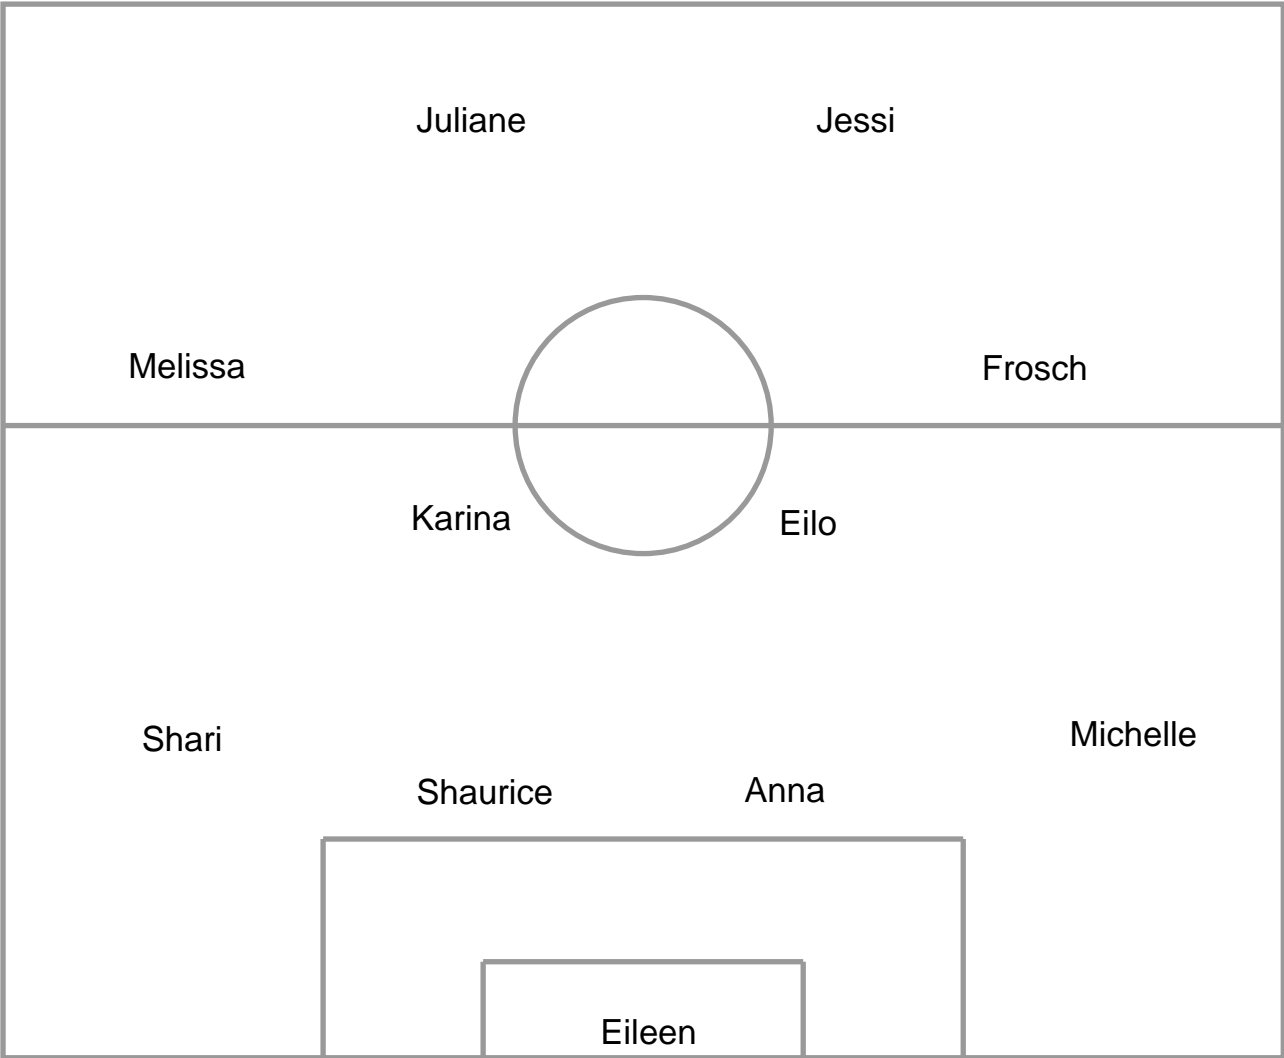 Juliane Jessi
Melissa Frosch
Karina Eilo
Shari Michelle
Shaurice Anna
Eileen